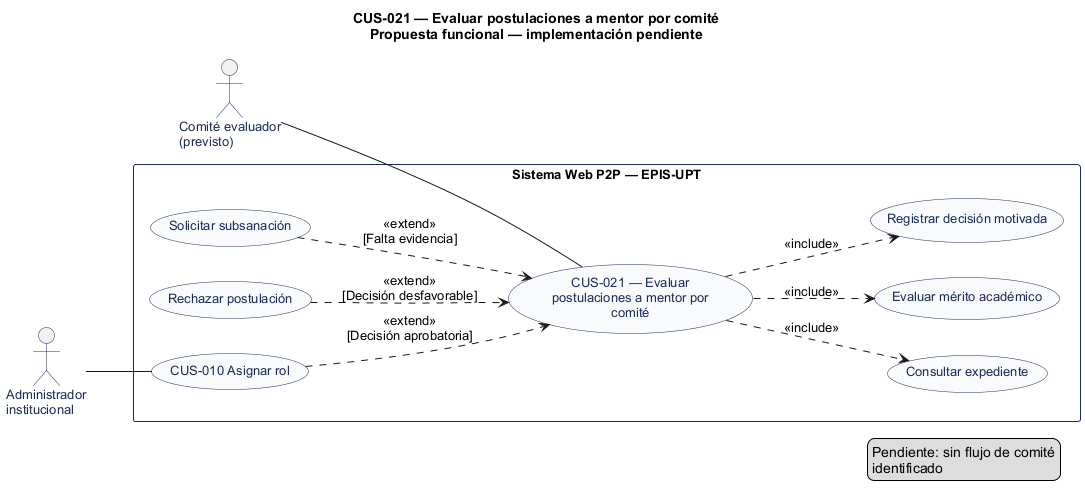 CUS-021 — Evaluar postulaciones a mentor por comité
Propuesta funcional — implementación pendiente
Comité evaluador
(previsto)
Sistema Web P2P — EPIS-UPT
Solicitar subsanación
«extend»
[Falta evidencia]
Registrar decisión motivada
«include»
Rechazar postulación
«extend»
[Decisión desfavorable]
CUS-021 — Evaluar
postulaciones a mentor por
comité
«include»
Evaluar mérito académico
«extend»
[Decisión aprobatoria]
«include»
CUS-010 Asignar rol
Consultar expediente
Administrador
institucional
Pendiente: sin flujo de comité
identificado